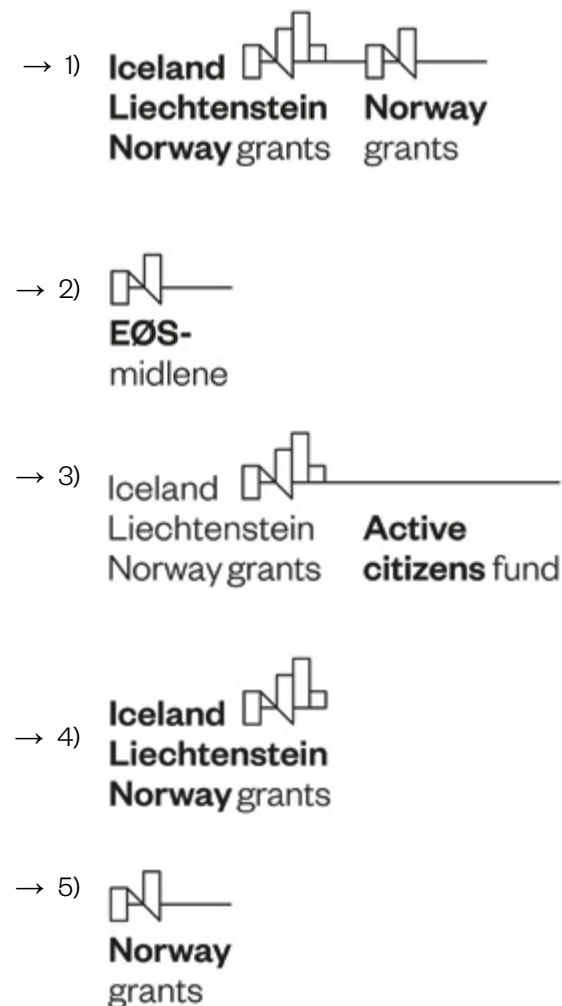 → 1) Iceland
Liechtenstein Norway
Norway grants grants
→ 2)
EØS-
midlene
→ 3) Iceland
Liechtenstein Active
Norway grants citizens fund
→ 4) Iceland
Liechtenstein
Norway grants
→ 5)
Norway
grants